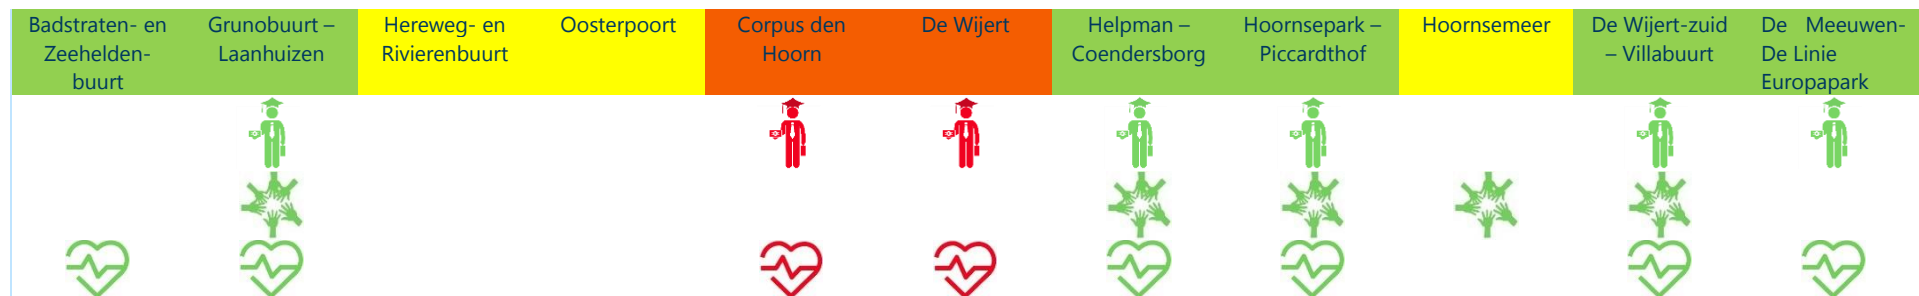 Badstraten- en
Zeehelden-
buurt
Grunobuurt –
Laanhuizen
Hereweg- en
Rivierenbuurt
Oosterpoort
Corpus den
Hoorn
De Wijert
Helpman –
Coendersborg
Hoornsepark –
Piccardthof
Hoornsemeer
De Wijert-zuid
– Villabuurt
De Meeuwen-
De Linie
Europapark